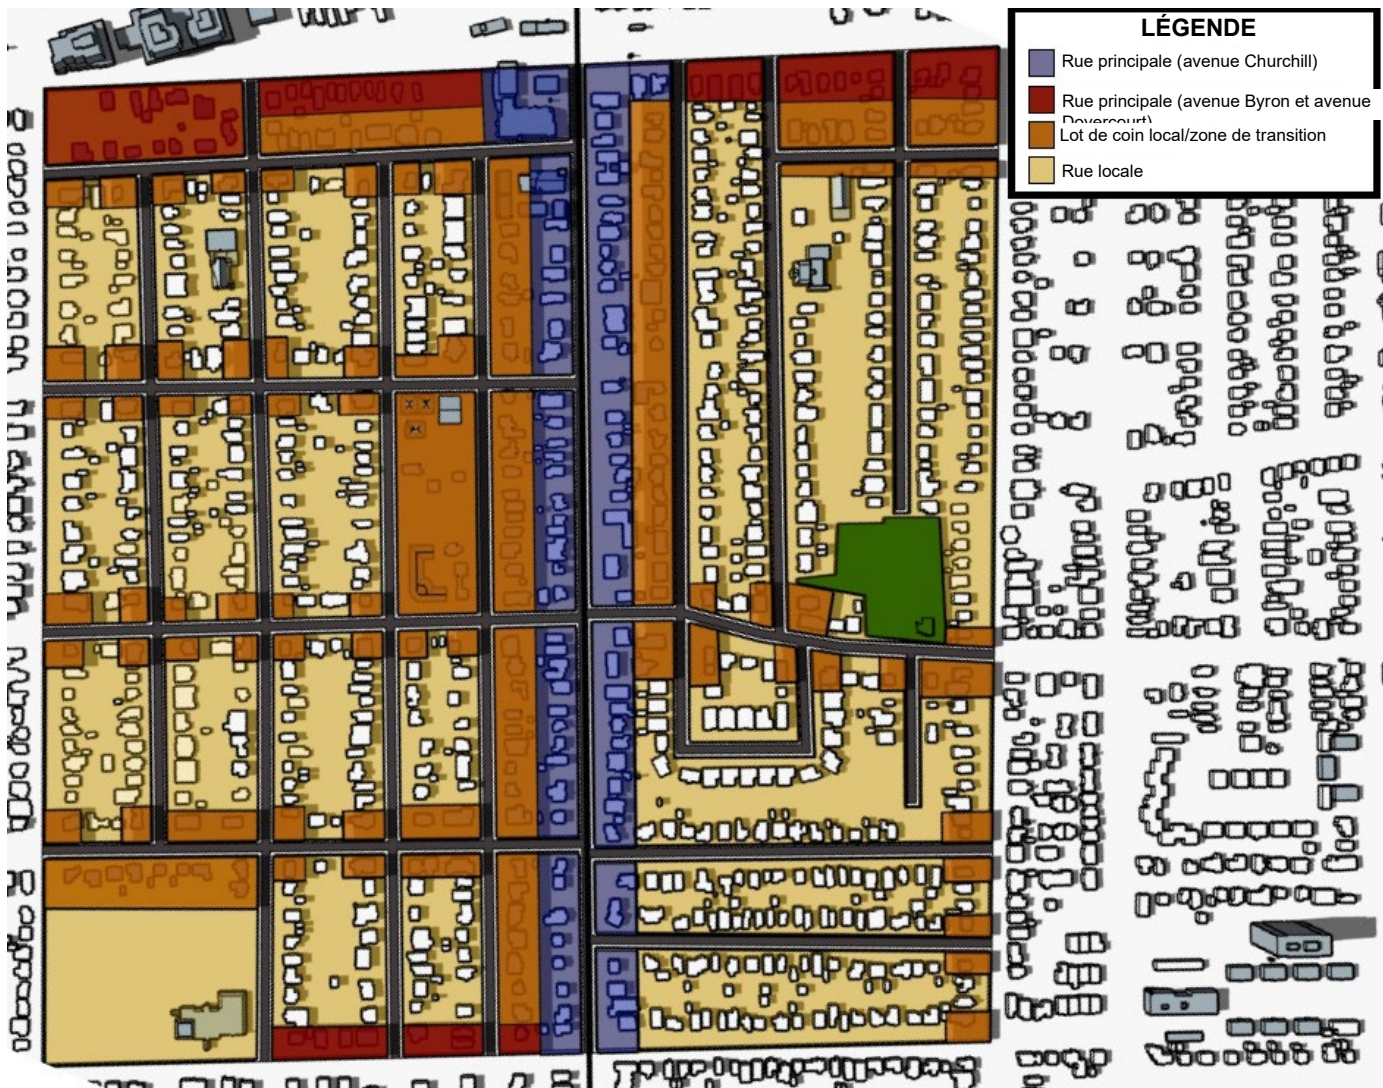 LÉGENDE
Rue principale (avenue Churchill)
Rue principale (avenue Byron et avenue
Dovercourt)
Lot de coin local/zone de transition
Rue locale